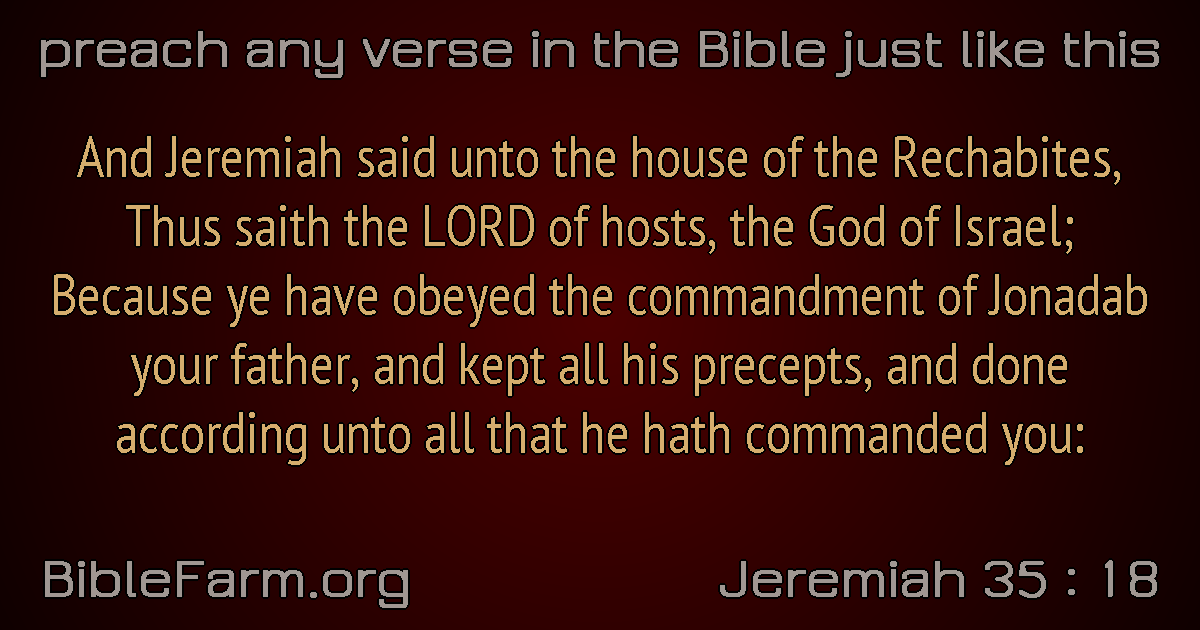 preach any verse in the Bible just like this
And Jeremiah said unto the house of the Rechabites,
Thus saith the LORD of hosts, the God of Israel;
Because ye have obeyed the commandment of Jonadab
your father, and kept all his precepts, and done
according unto all that he hath commanded you:
BibleFarm.org
Jeremiah 35 : 18